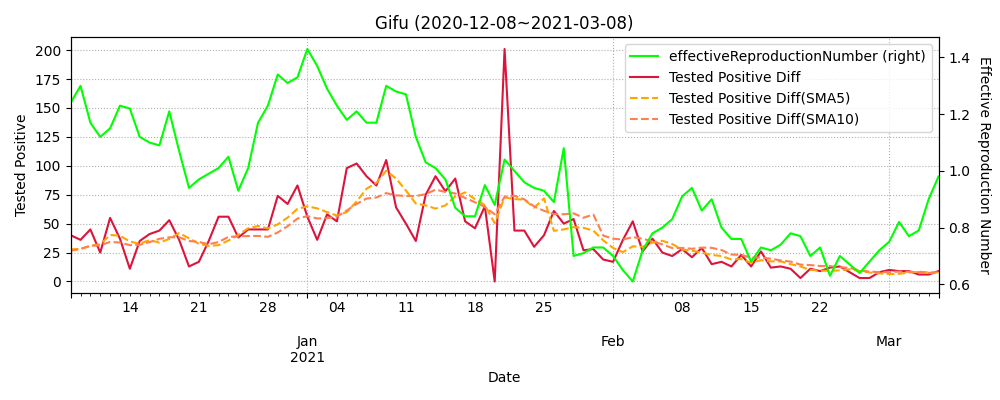 Gifu (2020-12-08~2021-03-08)
effectiveReproductionNumber (right)
Tested Positive Diff
Tested Positive Diff(SMA5)
Tested Positive Diff(SMA10)
Tested Positive
200
175
150
125
100
75
50
25
0
1.4
1.2
1.0
0.8
0.6
Effective Reproduction Number
14 21 28 04 11 18 25 08 15 22
Jan Feb Mar
2021
Date